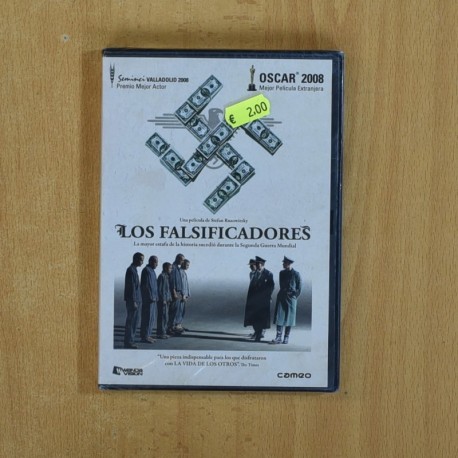 Seminci VALLADOLID 2008
Premio Mejor Actor
OSCAR® 2008
Mejor Película Extranjera
€ 2,00
Una película de Stefan Ruzowitzky
LOS FALSIFICADORES
La mayor estafa de la historia sucedió durante la Segunda Guerra Mundial
"Una pieza indispensable para los que disfrutaron
con LA VIDA DE LOS OTROS",
cameo